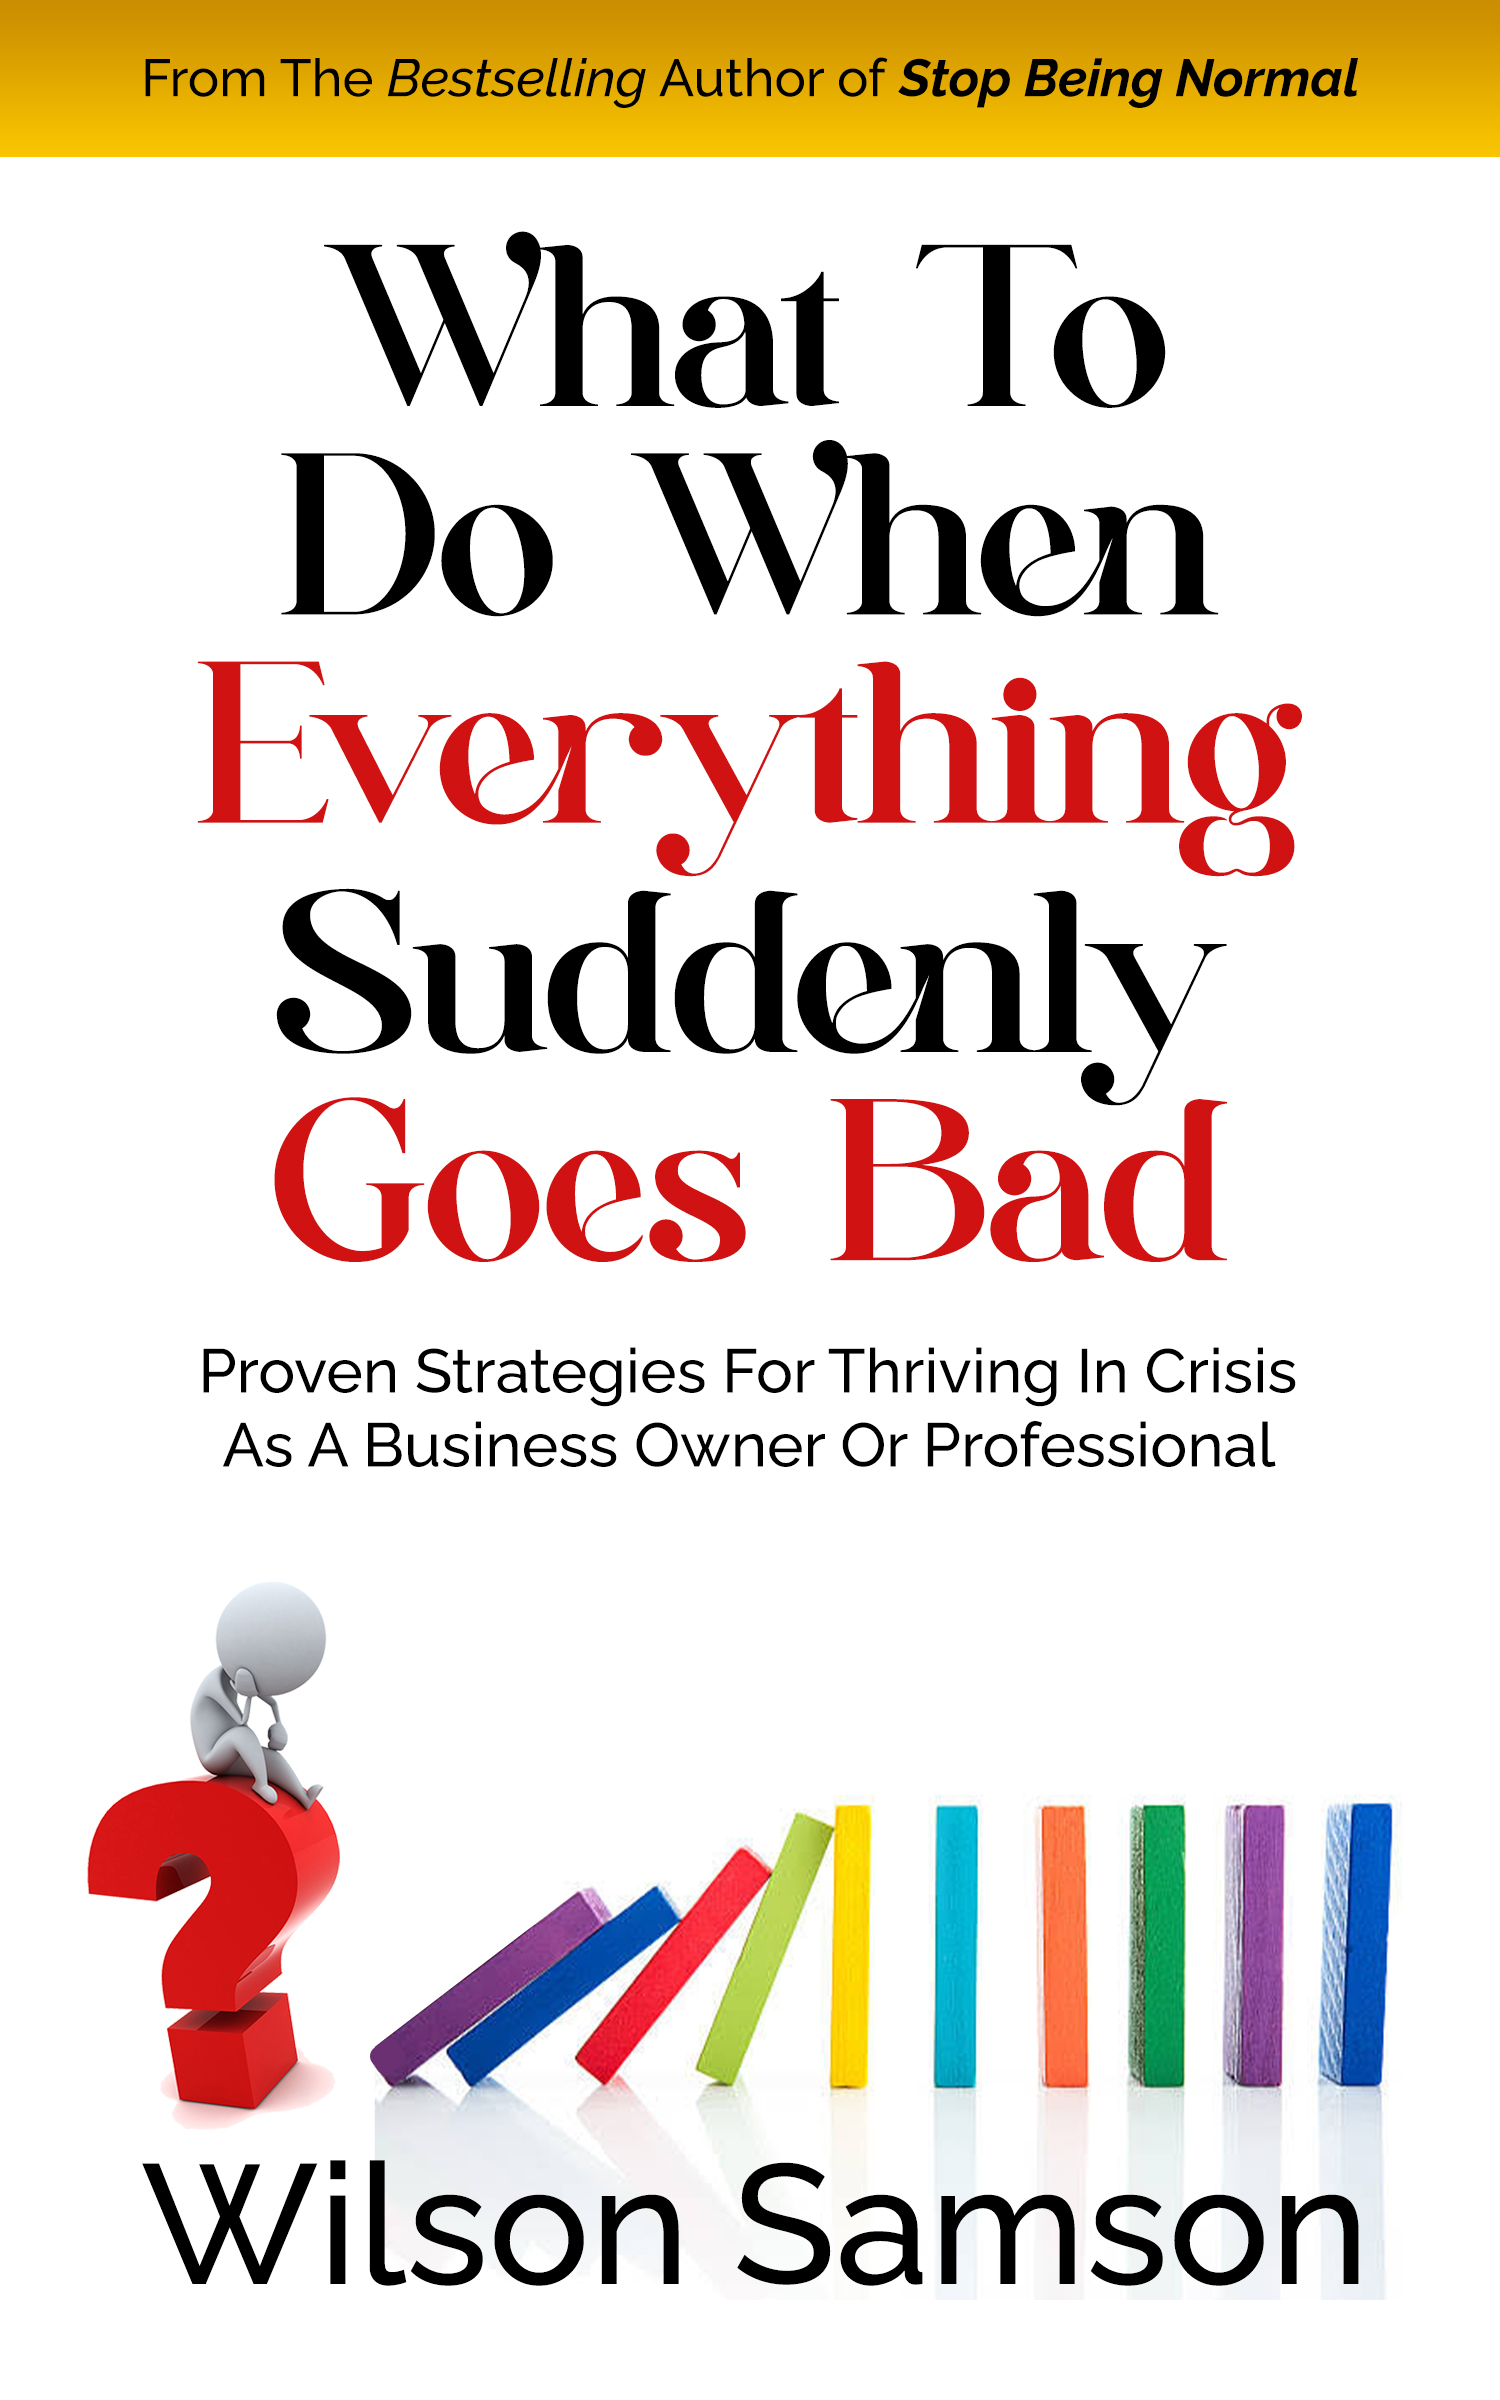 From The Bestselling Author of Stop Being Normal
What To
Do When
Everything
Suddenly
Goes Bad
Proven Strategies For Thriving In Crisis
As A Business Owner Or Professional
?
Wilson Samson